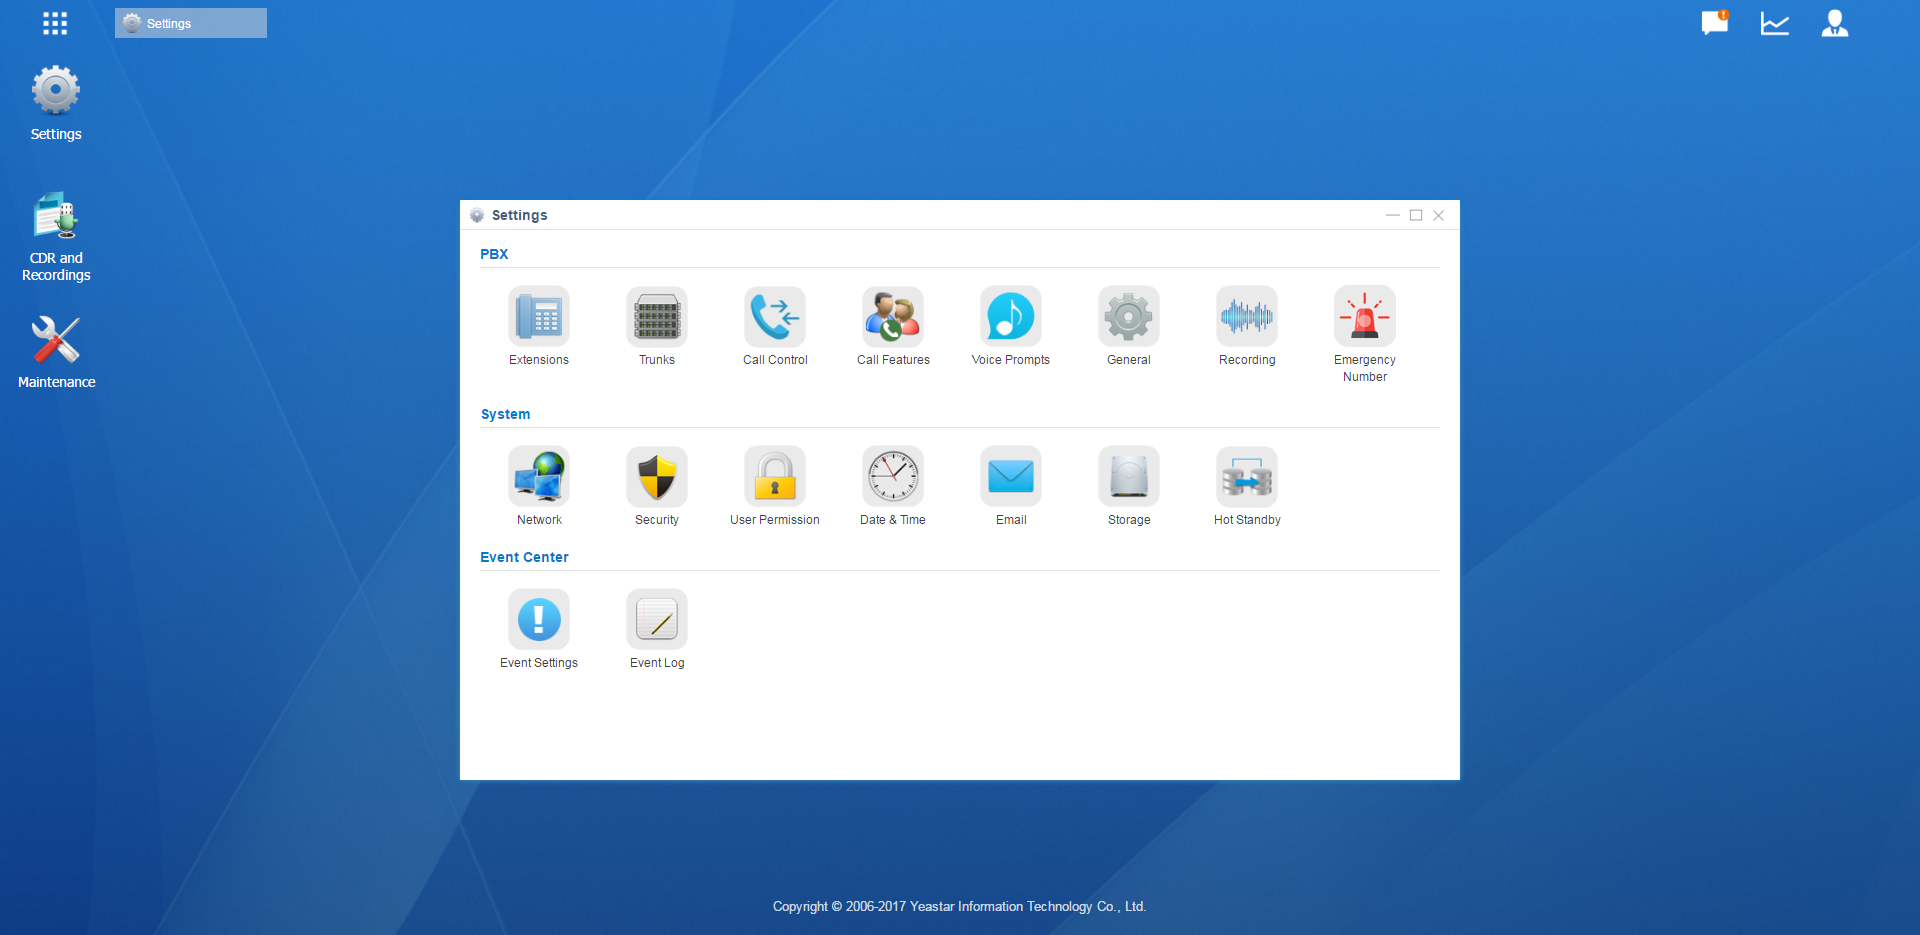 Settings
Settings
CDR and
Recordings
Maintenance
Settings
PBX
Extensions
Trunks
Call Control
Call Features
Voice Prompts
General
Recording
Emergency
Number
System
Network
Security
User Permission
Date & Time
Email
Storage
Hot Standby
Event Center
Event Settings
Event Log
Copyright © 2006-2017 Yeastar Information Technology Co., Ltd.